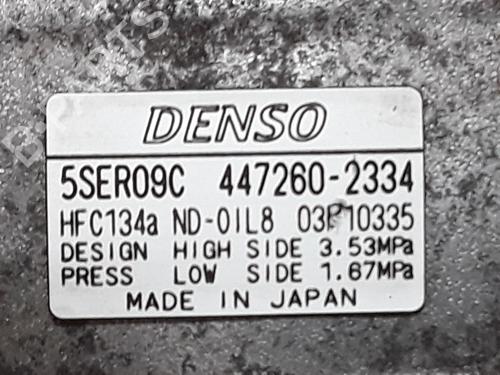 DENSO
5SER09C 447260-2334
HFC134a ND-OIL8 03P10335
DESIGN HIGH SIDE 3.53MPa
PRESS LOW SIDE 1.67MPa
MADE IN JAPAN